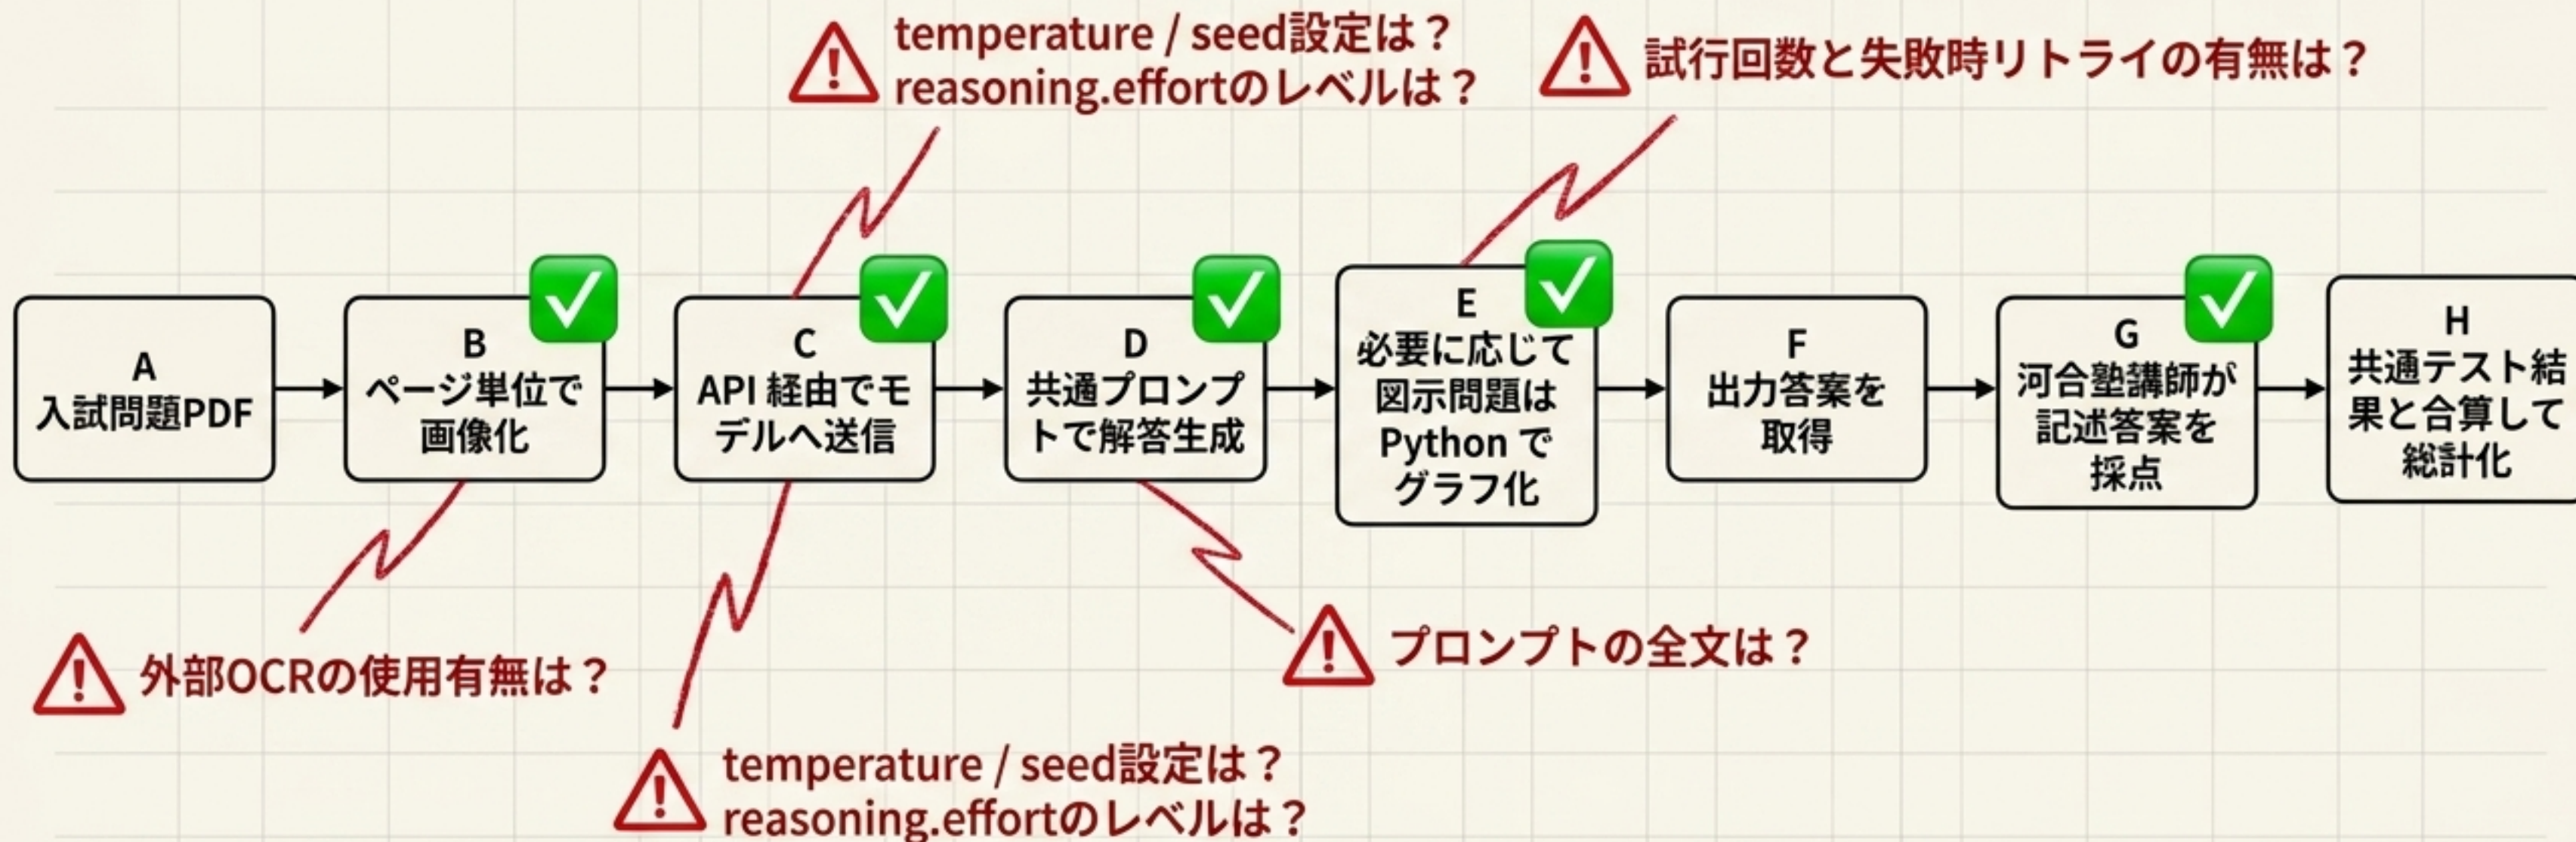 temperature / seed設定は？
reasoning.effortのレベルは？
試行回数と失敗時リトライの有無は？
A
入試問題PDF
B
ページ単位で
画像化
C
API 経由でモ
デルへ送信
D
共通プロンプ
トで解答生成
E
必要に応じて
図示問題は
Python で
グラフ化
F
出力答案を
取得
G
河合塾講師が
記述答案を
採点
H
共通テスト結
果と合算して
総計化
外部OCRの使用有無は？
プロンプトの全文は？
temperature / seed設定は？
reasoning.effortのレベルは？